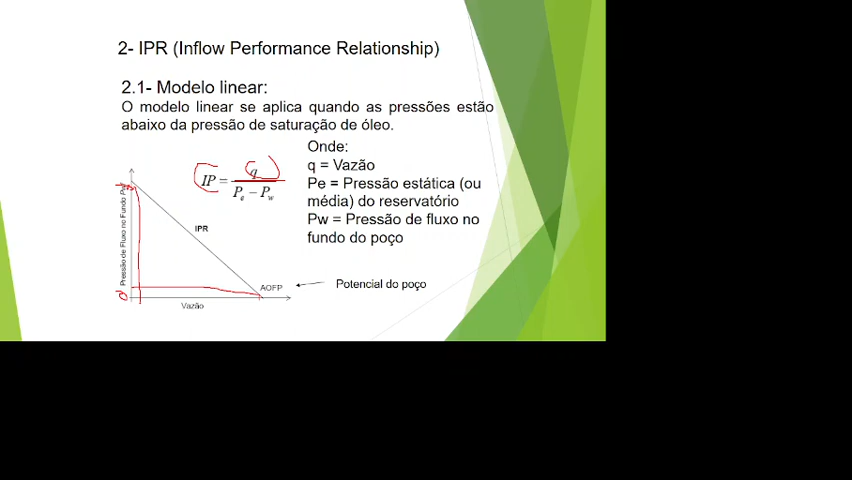 2- IPR (Inflow Performance Relationship)
2.1- Modelo linear:
O modelo linear se aplica quando as pressões estão
abaixo da pressão de saturação de óleo.
Onde:
q = Vazão
Pe = Pressão estática (ou
média) do reservatório
Pw = Pressão de fluxo no
fundo do poço
IP = q / (Pe − Pw)
Pressão de Fluxo no Fundo
IPR
AOFP
Vazão
Potencial do poço
0